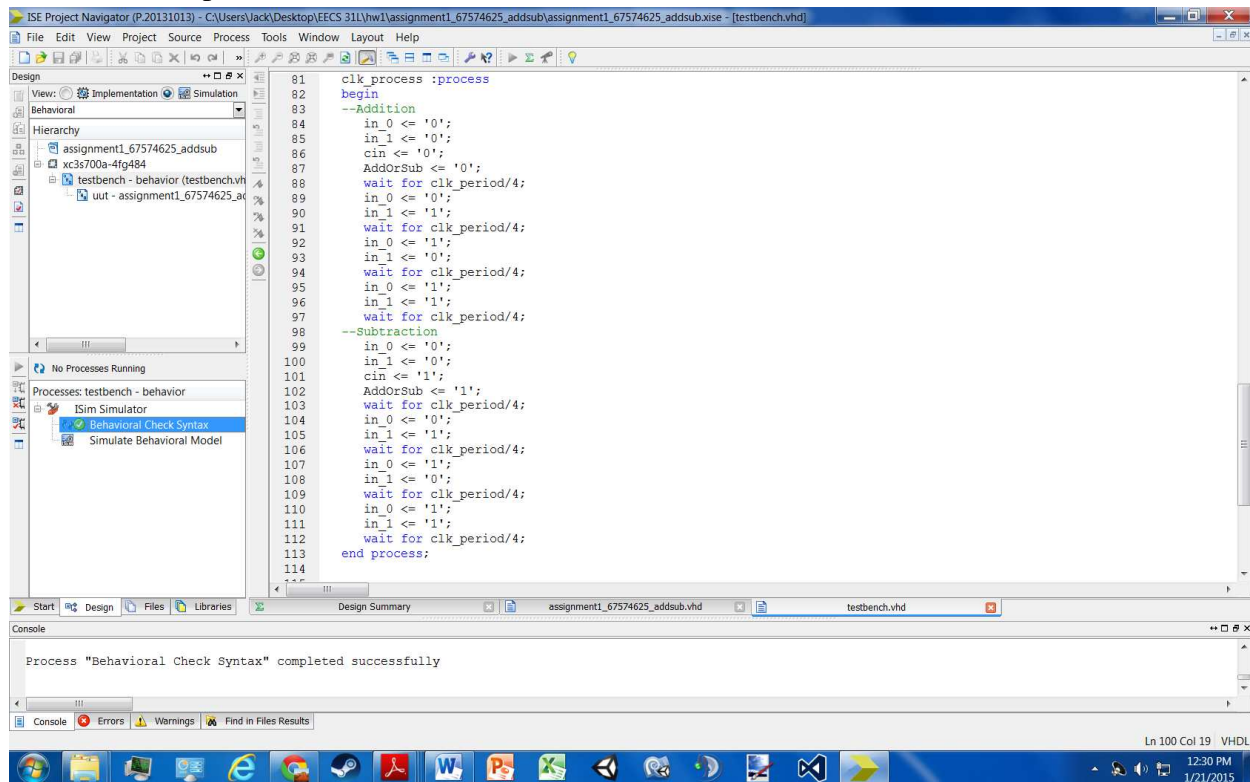 ISE Project Navigator (P.20131013) - C:\Users\Jack\Desktop\EECS 31L\hw1\assignment1_67574625_addsub\assignment1_67574625_addsub.xise - [testbench.vhd]
File Edit View Project Source Process Tools Window Layout Help
Design
View: Implementation Simulation
Behavioral
Hierarchy
assignment1_67574625_addsub
xc3s700a-4fg484
testbench - behavior (testbench.vh
uut - assignment1_67574625_ad
No Processes Running
Processes: testbench - behavior
ISim Simulator
Behavioral Check Syntax
Simulate Behavioral Model
81 clk_process :process
82 begin
83 --Addition
84 in_0 <= '0';
85 in_1 <= '0';
86 cin <= '0';
87 AddOrSub <= '0';
88 wait for clk_period/4;
89 in_0 <= '0';
90 in_1 <= '1';
91 wait for clk_period/4;
92 in_0 <= '1';
93 in_1 <= '0';
94 wait for clk_period/4;
95 in_0 <= '1';
96 in_1 <= '1';
97 wait for clk_period/4;
98 --Subtraction
99 in_0 <= '0';
100 in_1 <= '0';
101 cin <= '1';
102 AddOrSub <= '1';
103 wait for clk_period/4;
104 in_0 <= '0';
105 in_1 <= '1';
106 wait for clk_period/4;
107 in_0 <= '1';
108 in_1 <= '0';
109 wait for clk_period/4;
110 in_0 <= '1';
111 in_1 <= '1';
112 wait for clk_period/4;
113 end process;
114
Start Design Files Libraries
Design Summary assignment1_67574625_addsub.vhd testbench.vhd
Console
Process "Behavioral Check Syntax" completed successfully
Console Errors Warnings Find in Files Results
Ln 100 Col 19 VHDL
12:30 PM
1/21/2015